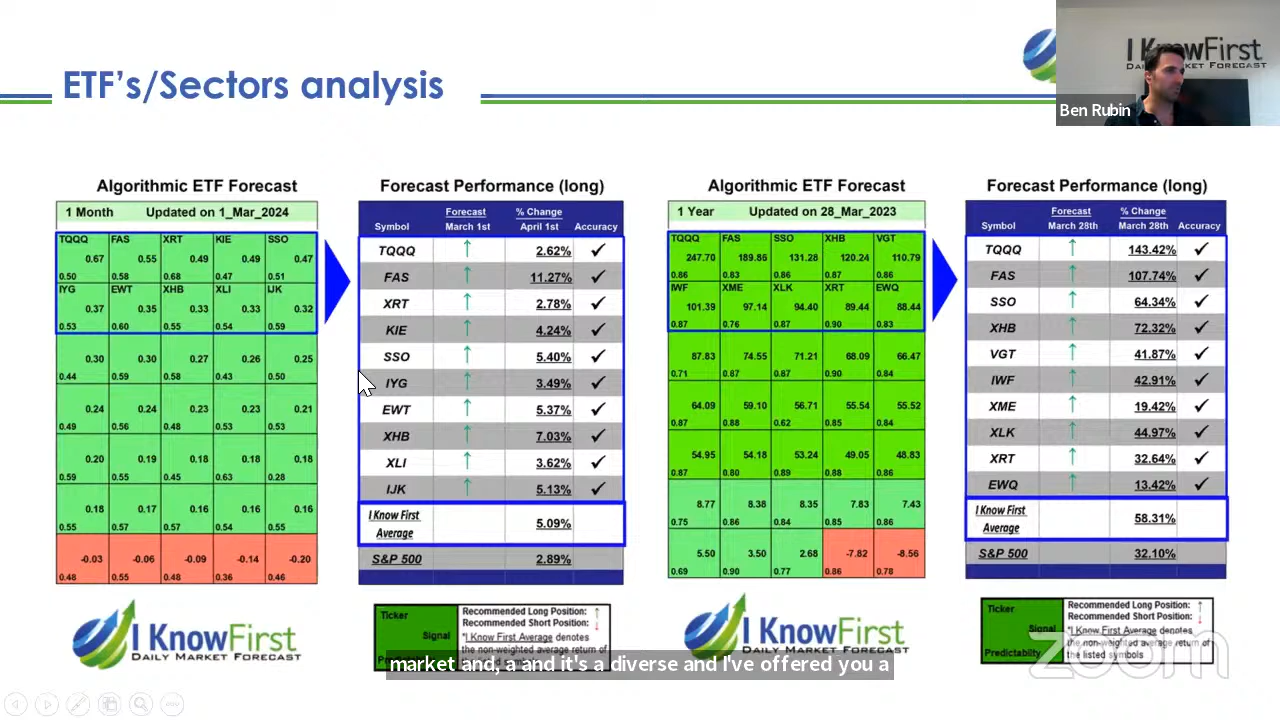 ETF's/Sectors analysis
I KnowFirst
DAILY MARKET FORECAST
Ben Rubin
Algorithmic ETF Forecast
1 Month Updated on 1_Mar_2024
TQQQ FAS XRT KIE SSO
0.67 0.55 0.49 0.49 0.47
0.50 0.58 0.68 0.47 0.51
IYG EWT XHB XLI IJK
0.37 0.35 0.33 0.33 0.32
0.53 0.60 0.55 0.54 0.59
0.30 0.30 0.27 0.26 0.25
0.44 0.59 0.58 0.43 0.50
0.24 0.24 0.23 0.23 0.21
0.49 0.56 0.48 0.53 0.53
0.20 0.19 0.18 0.18 0.18
0.59 0.55 0.45 0.63 0.28
0.18 0.17 0.16 0.16 0.16
0.55 0.57 0.57 0.54 0.55
-0.03 -0.06 -0.09 -0.14 -0.20
0.48 0.55 0.48 0.36 0.46
Forecast Performance (long)
Symbol Forecast March 1st % Change April 1st Accuracy
TQQQ ↑ 2.62% ✓
FAS ↑ 11.27% ✓
XRT ↑ 2.78% ✓
KIE ↑ 4.24% ✓
SSO ↑ 5.40% ✓
IYG ↑ 3.49% ✓
EWT ↑ 5.37% ✓
XHB ↑ 7.03% ✓
XLI ↑ 3.62% ✓
IJK ↑ 5.13% ✓
I Know First Average 5.09%
S&P 500 2.89%
Algorithmic ETF Forecast
1 Year Updated on 28_Mar_2023
TQQQ FAS SSO XHB VGT
247.70 189.86 131.28 120.24 110.79
0.86 0.83 0.86 0.87 0.86
IWF XME XLK XRT EWQ
101.39 97.14 94.40 89.44 88.44
0.87 0.76 0.87 0.90 0.83
87.83 74.55 71.21 68.09 66.47
0.71 0.87 0.87 0.90 0.84
64.09 59.10 56.71 55.54 55.52
0.87 0.88 0.62 0.85 0.84
54.95 54.18 53.24 49.05 48.83
0.87 0.80 0.89 0.88 0.86
8.77 8.38 8.35 7.83 7.43
0.75 0.86 0.84 0.85 0.86
5.50 3.50 2.68 -7.82 -8.56
0.69 0.90 0.77 0.86 0.78
Forecast Performance (long)
Symbol Forecast March 28th % Change March 28th Accuracy
TQQQ ↑ 143.42% ✓
FAS ↑ 107.74% ✓
SSO ↑ 64.34% ✓
XHB ↑ 72.32% ✓
VGT ↑ 41.87% ✓
IWF ↑ 42.91% ✓
XME ↑ 19.42% ✓
XLK ↑ 44.97% ✓
XRT ↑ 32.64% ✓
EWQ ↑ 13.42% ✓
I Know First Average 58.31%
S&P 500 32.10%
I KnowFirst
DAILY MARKET FORECAST
Ticker
Signal
Recommended Long Position: ↑
Recommended Short Position: ↓
*I Know First Average denotes
the non-weighted average return of
I KnowFirst
DAILY MARKET FORECAST
Ticker
Signal
Predictability
Recommended Long Position: ↑
Recommended Short Position: ↓
*I Know First Average denotes
the non-weighted average return of
the listed symbols
zoom
market and, a and it's a diverse and I've offered you a